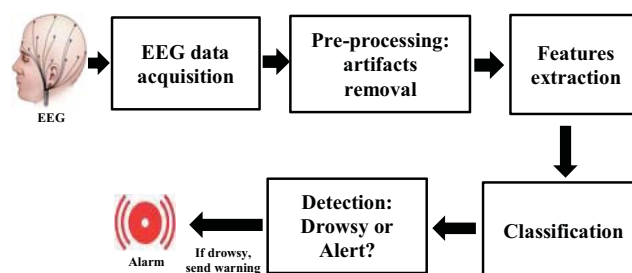 EEG
EEG data
acquisition
Pre-processing:
artifacts
removal
Features
extraction
Classification
Detection:
Drowsy or
Alert?
If drowsy,
send warning
Alarm